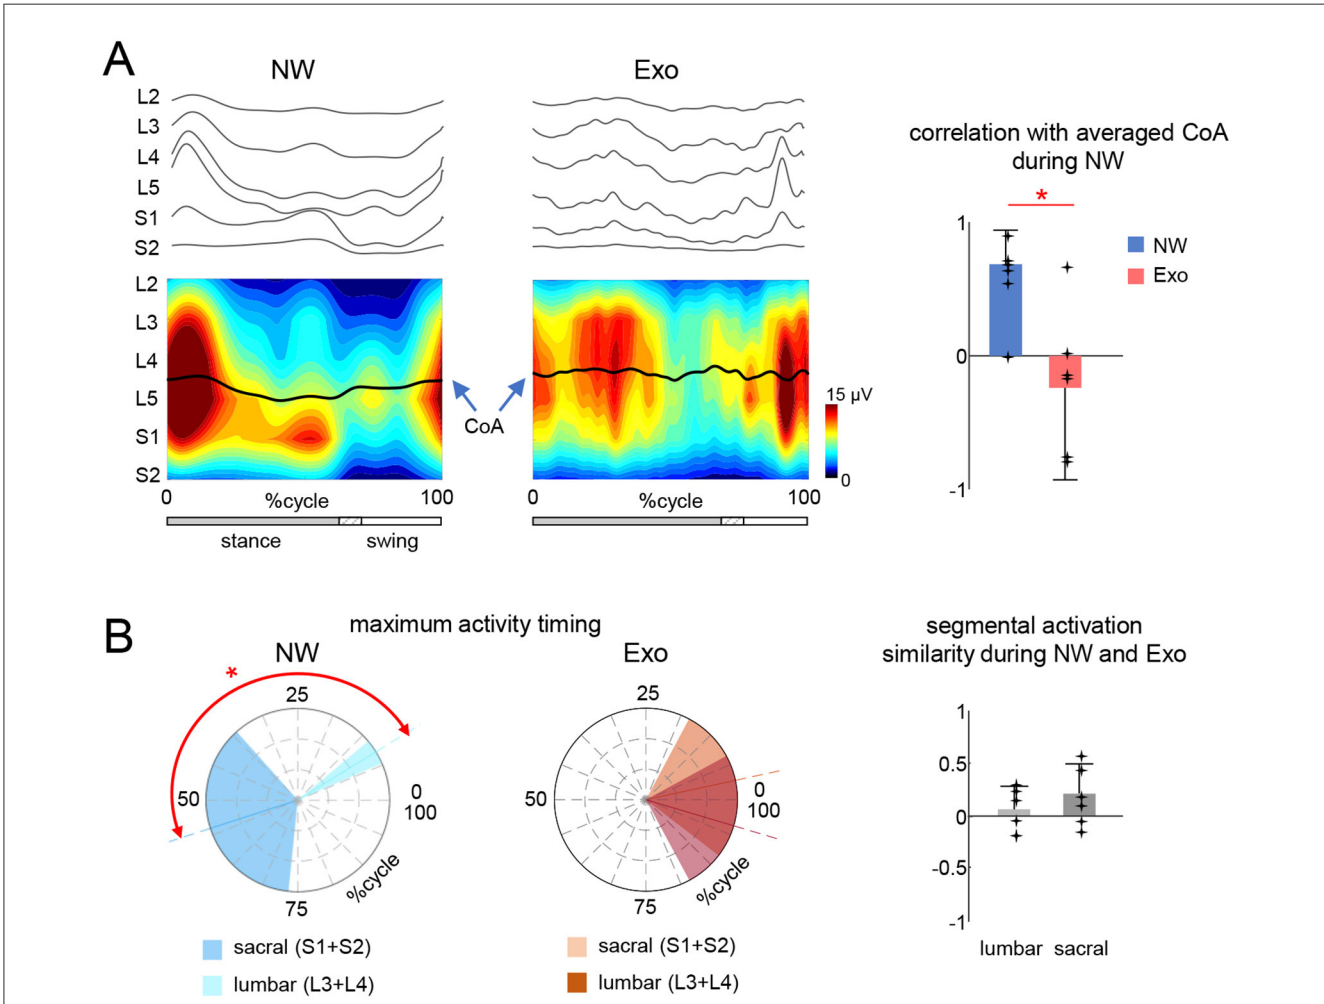 A
NW
Exo
L2
L3
L4
L5
S1
S2
L2
L3
L4
L5
S1
S2
0
%cycle
100
stance
swing
CoA
0
%cycle
100
15 µV
0
correlation with averaged CoA
during NW
*
1
0
-1
NW
Exo
B
maximum activity timing
NW
Exo
*
25
50
0
100
75
%cycle
sacral (S1+S2)
lumbar (L3+L4)
25
50
0
100
75
%cycle
sacral (S1+S2)
lumbar (L3+L4)
segmental activation
similarity during NW and Exo
1
0.5
0
-0.5
-1
lumbar sacral